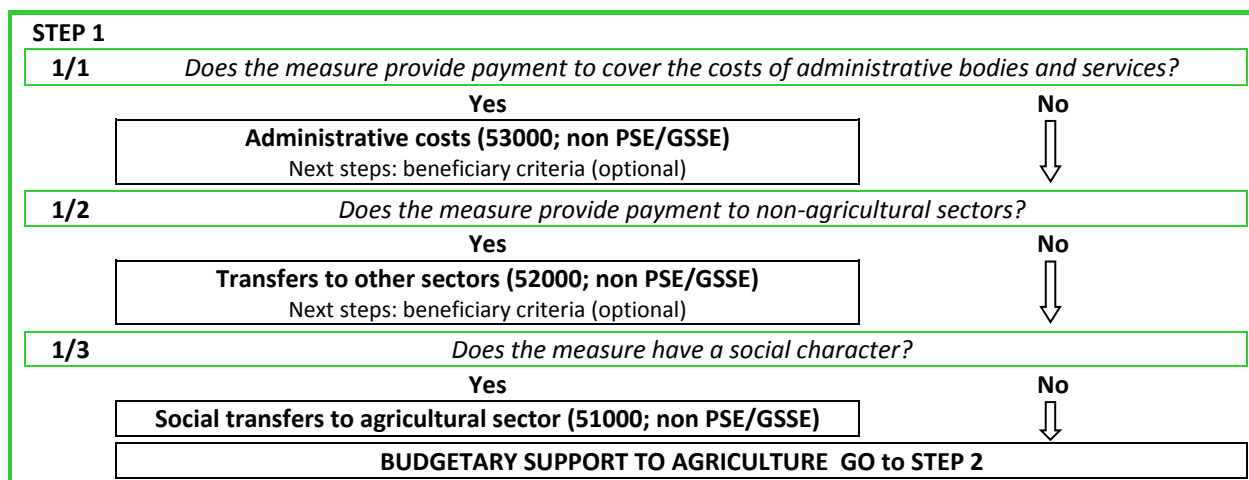 STEP 1
1/1 Does the measure provide payment to cover the costs of administrative bodies and services?
Yes No
Administrative costs (53000; non PSE/GSSE)
Next steps: beneficiary criteria (optional)
1/2 Does the measure provide payment to non-agricultural sectors?
Yes No
Transfers to other sectors (52000; non PSE/GSSE)
Next steps: beneficiary criteria (optional)
1/3 Does the measure have a social character?
Yes No
Social transfers to agricultural sector (51000; non PSE/GSSE)
BUDGETARY SUPPORT TO AGRICULTURE GO to STEP 2